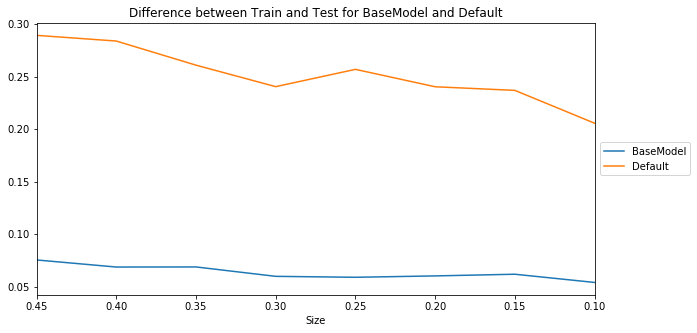 Difference between Train and Test for BaseModel and Default
0.30
0.25
0.20
0.15
0.10
0.05
BaseModel
Default
0.45 0.40 0.35 0.30 0.25 0.20 0.15 0.10
Size